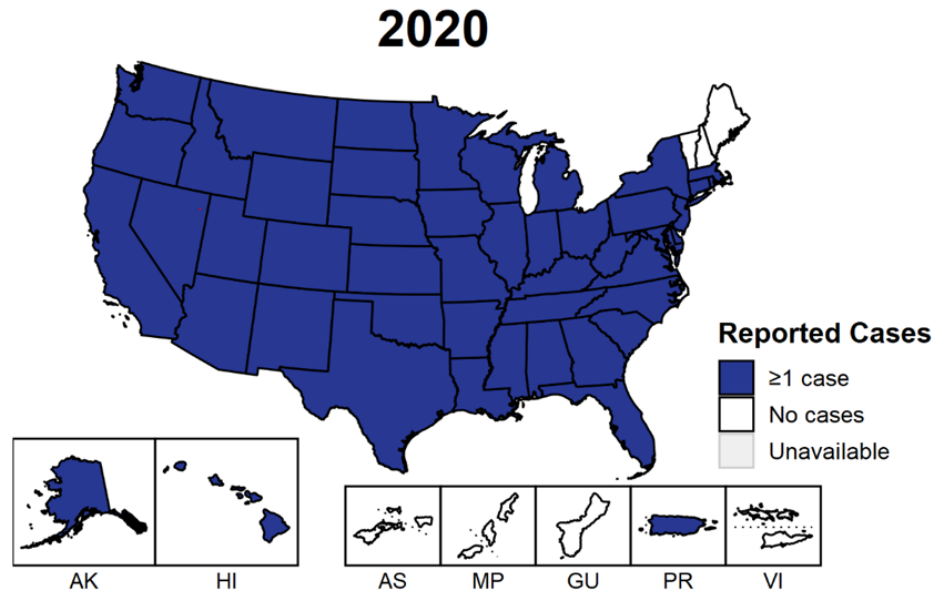 2020
Reported Cases
≥1 case
No cases
Unavailable
AK
HI
AS
MP
GU
PR
VI